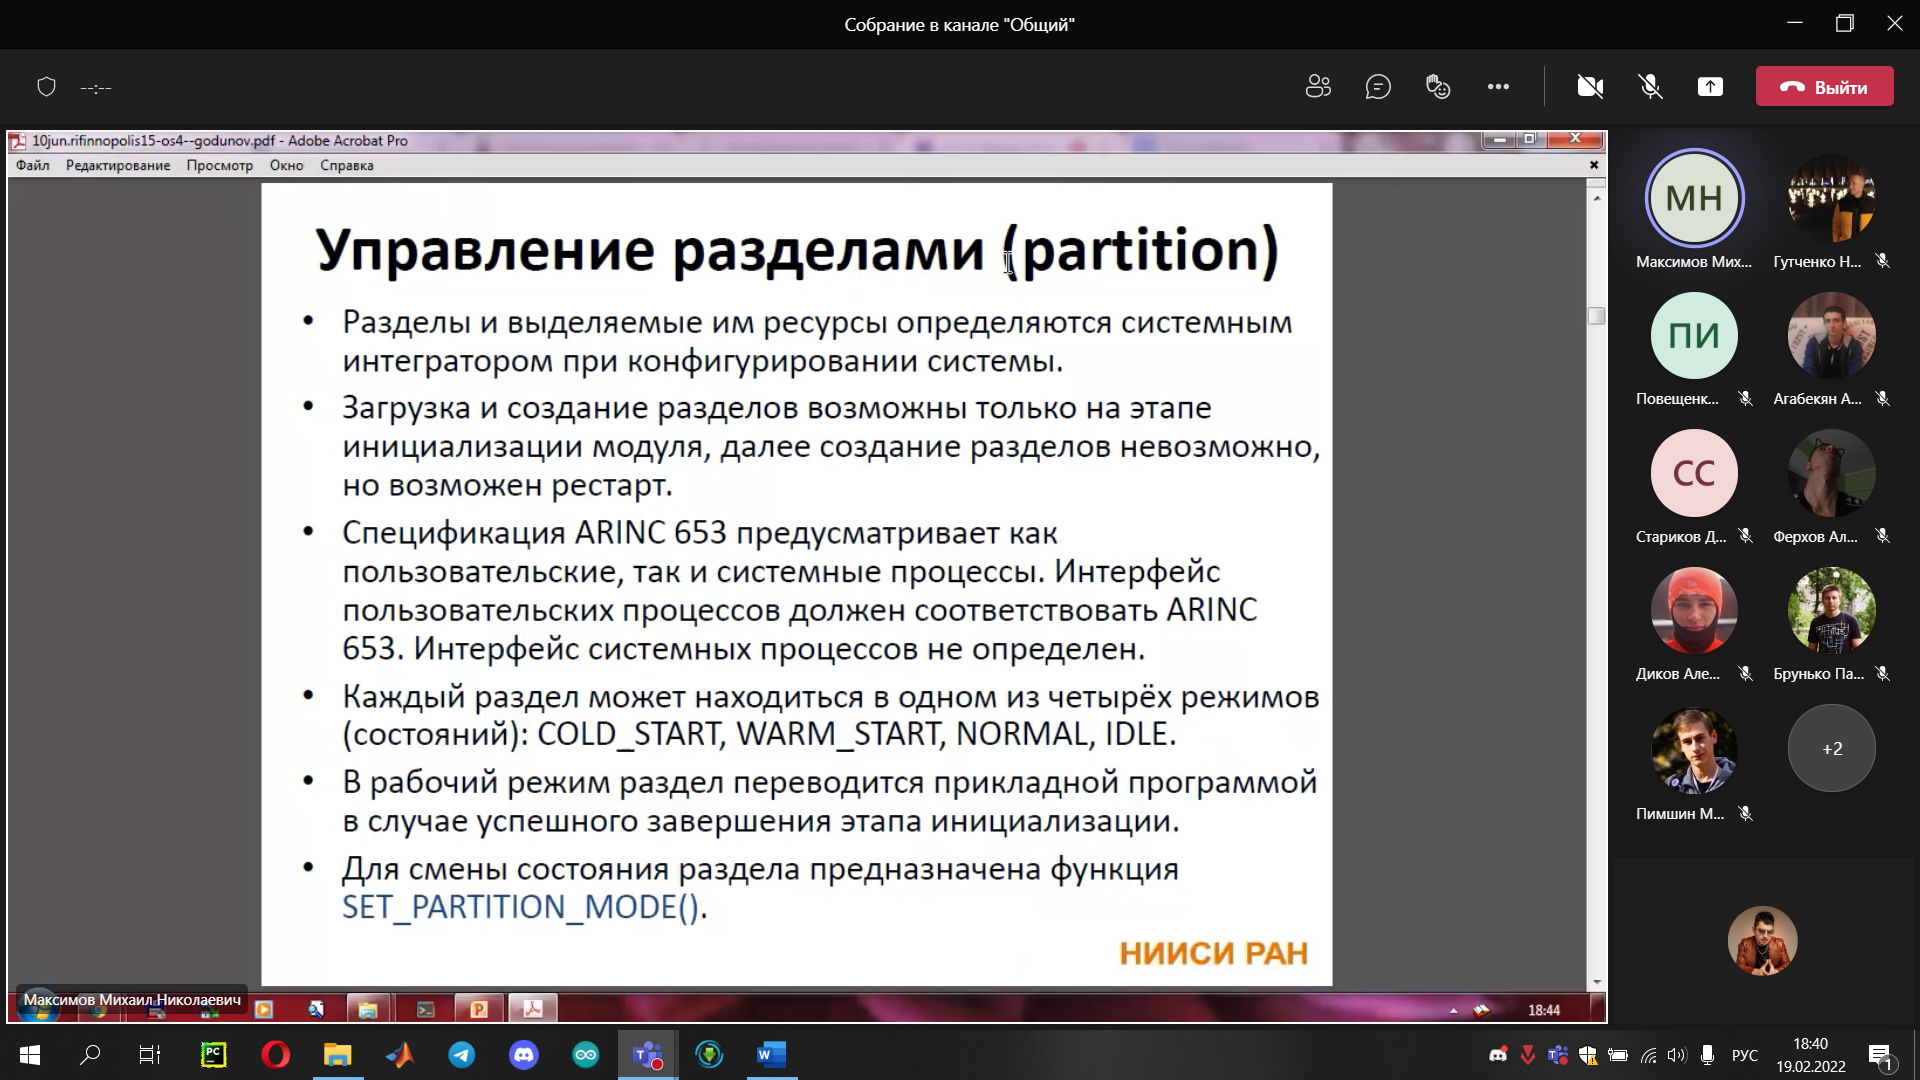 Собрание в канале "Общий"
--:--
Выйти
10jun.rifinnopolis15-os4--godunov.pdf - Adobe Acrobat Pro
Файл Редактирование Просмотр Окно Справка
Управление разделами (partition)
• Разделы и выделяемые им ресурсы определяются системным
интегратором при конфигурировании системы.
• Загрузка и создание разделов возможны только на этапе
инициализации модуля, далее создание разделов невозможно,
но возможен рестарт.
• Спецификация ARINC 653 предусматривает как
пользовательские, так и системные процессы. Интерфейс
пользовательских процессов должен соответствовать ARINC
653. Интерфейс системных процессов не определен.
• Каждый раздел может находиться в одном из четырёх режимов
(состояний): COLD_START, WARM_START, NORMAL, IDLE.
• В рабочий режим раздел переводится прикладной программой
в случае успешного завершения этапа инициализации.
• Для смены состояния раздела предназначена функция
SET_PARTITION_MODE().
НИИСИ РАН
Максимов Михаил Николаевич
18:44
МН
Максимов Мих...
Гутченко Н...
ПИ
Повещенк...
Агабекян А...
СС
Стариков Д...
Ферхов Ал...
Диков Але...
Брунько Па...
+2
Пимшин М...
PC
W
РУС
18:40
19.02.2022
1